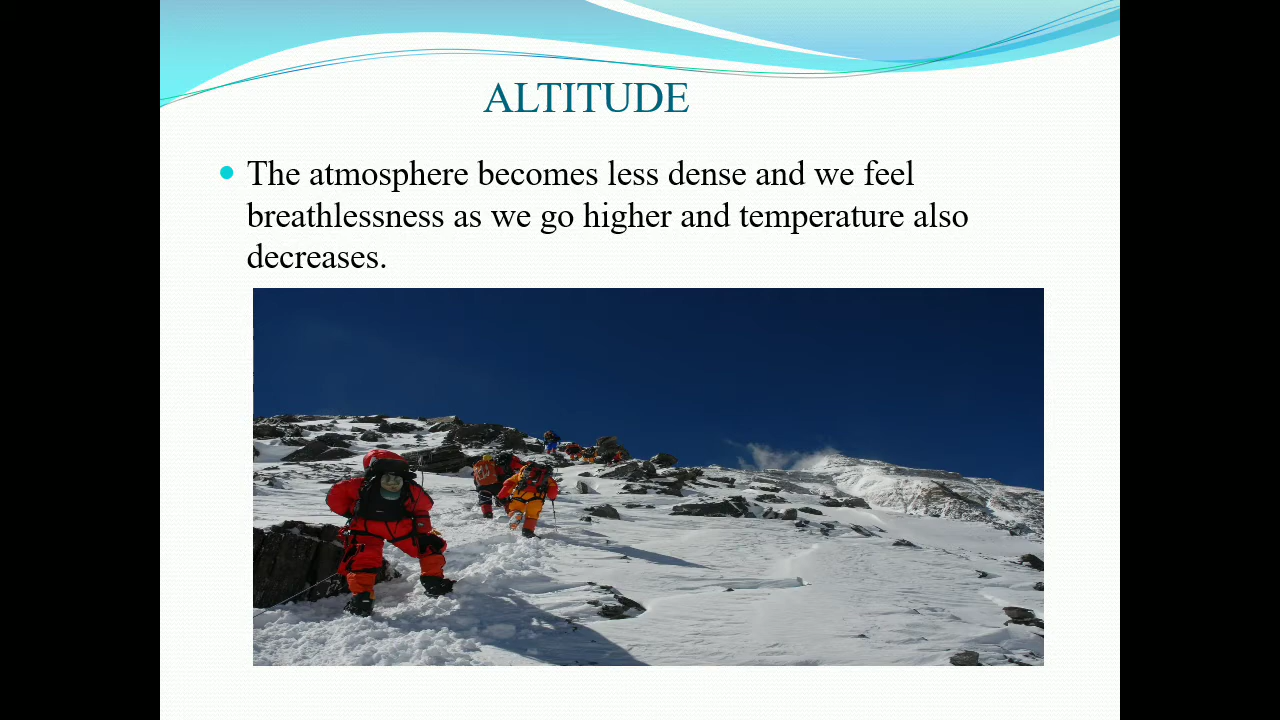 ALTITUDE
The atmosphere becomes less dense and we feel
breathlessness as we go higher and temperature also
decreases.